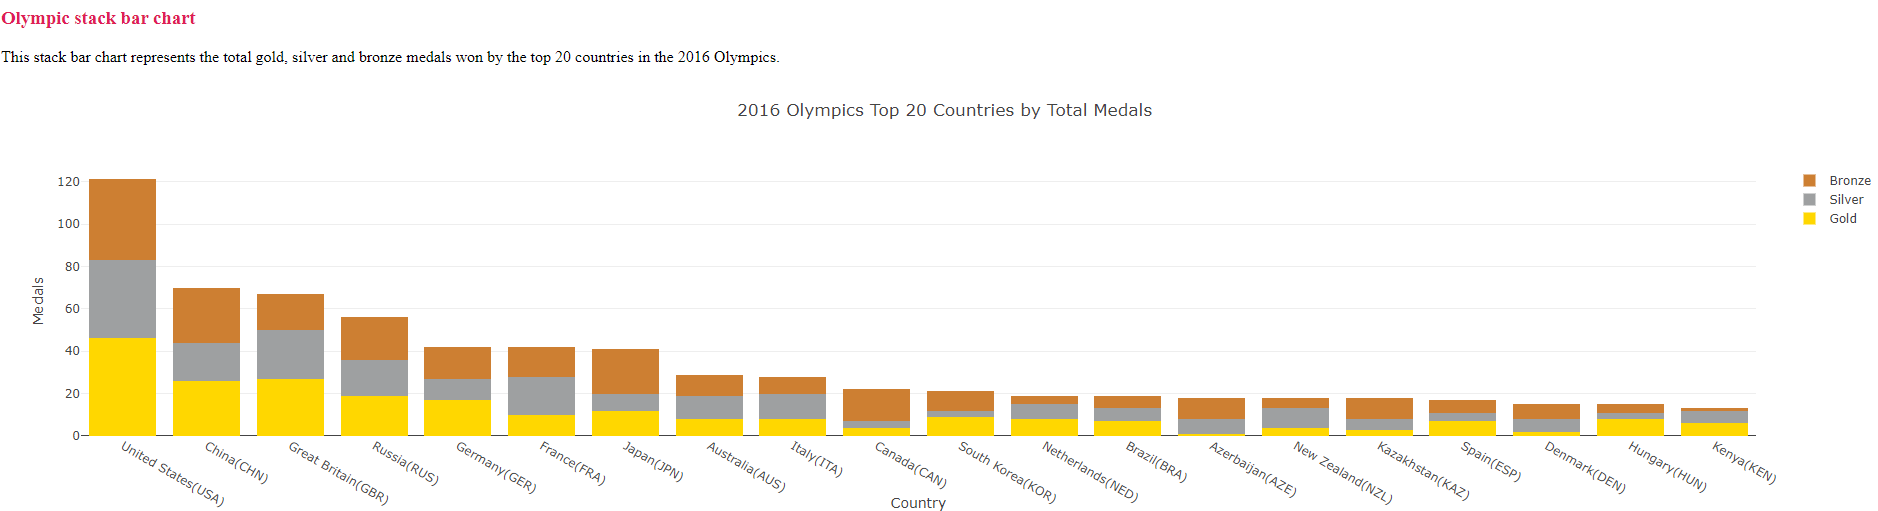 Olympic stack bar chart
This stack bar chart represents the total gold, silver and bronze medals won by the top 20 countries in the 2016 Olympics.
2016 Olympics Top 20 Countries by Total Medals
Medals
120
100
80
60
40
20
0
United States(USA)
China(CHN)
Great Britain(GBR)
Russia(RUS)
Germany(GER)
France(FRA)
Japan(JPN)
Australia(AUS)
Italy(ITA)
Canada(CAN)
South Korea(KOR)
Netherlands(NED)
Brazil(BRA)
Azerbaijan(AZE)
New Zealand(NZL)
Kazakhstan(KAZ)
Spain(ESP)
Denmark(DEN)
Hungary(HUN)
Kenya(KEN)
Country
Bronze
Silver
Gold